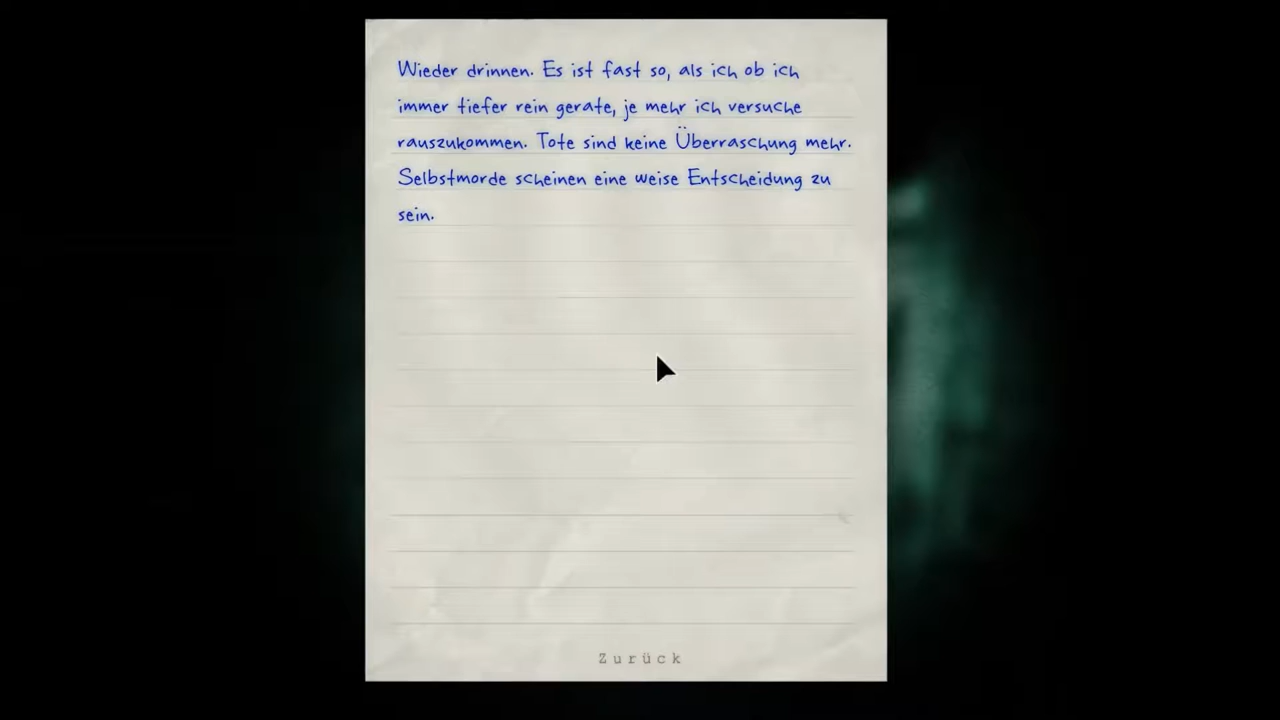 Wieder drinnen. Es ist fast so, als ich ob ich
immer tiefer rein gerate, je mehr ich versuche
rauszukommen. Tote sind keine Überraschung mehr.
Selbstmorde scheinen eine weise Entscheidung zu
sein.
Zurück